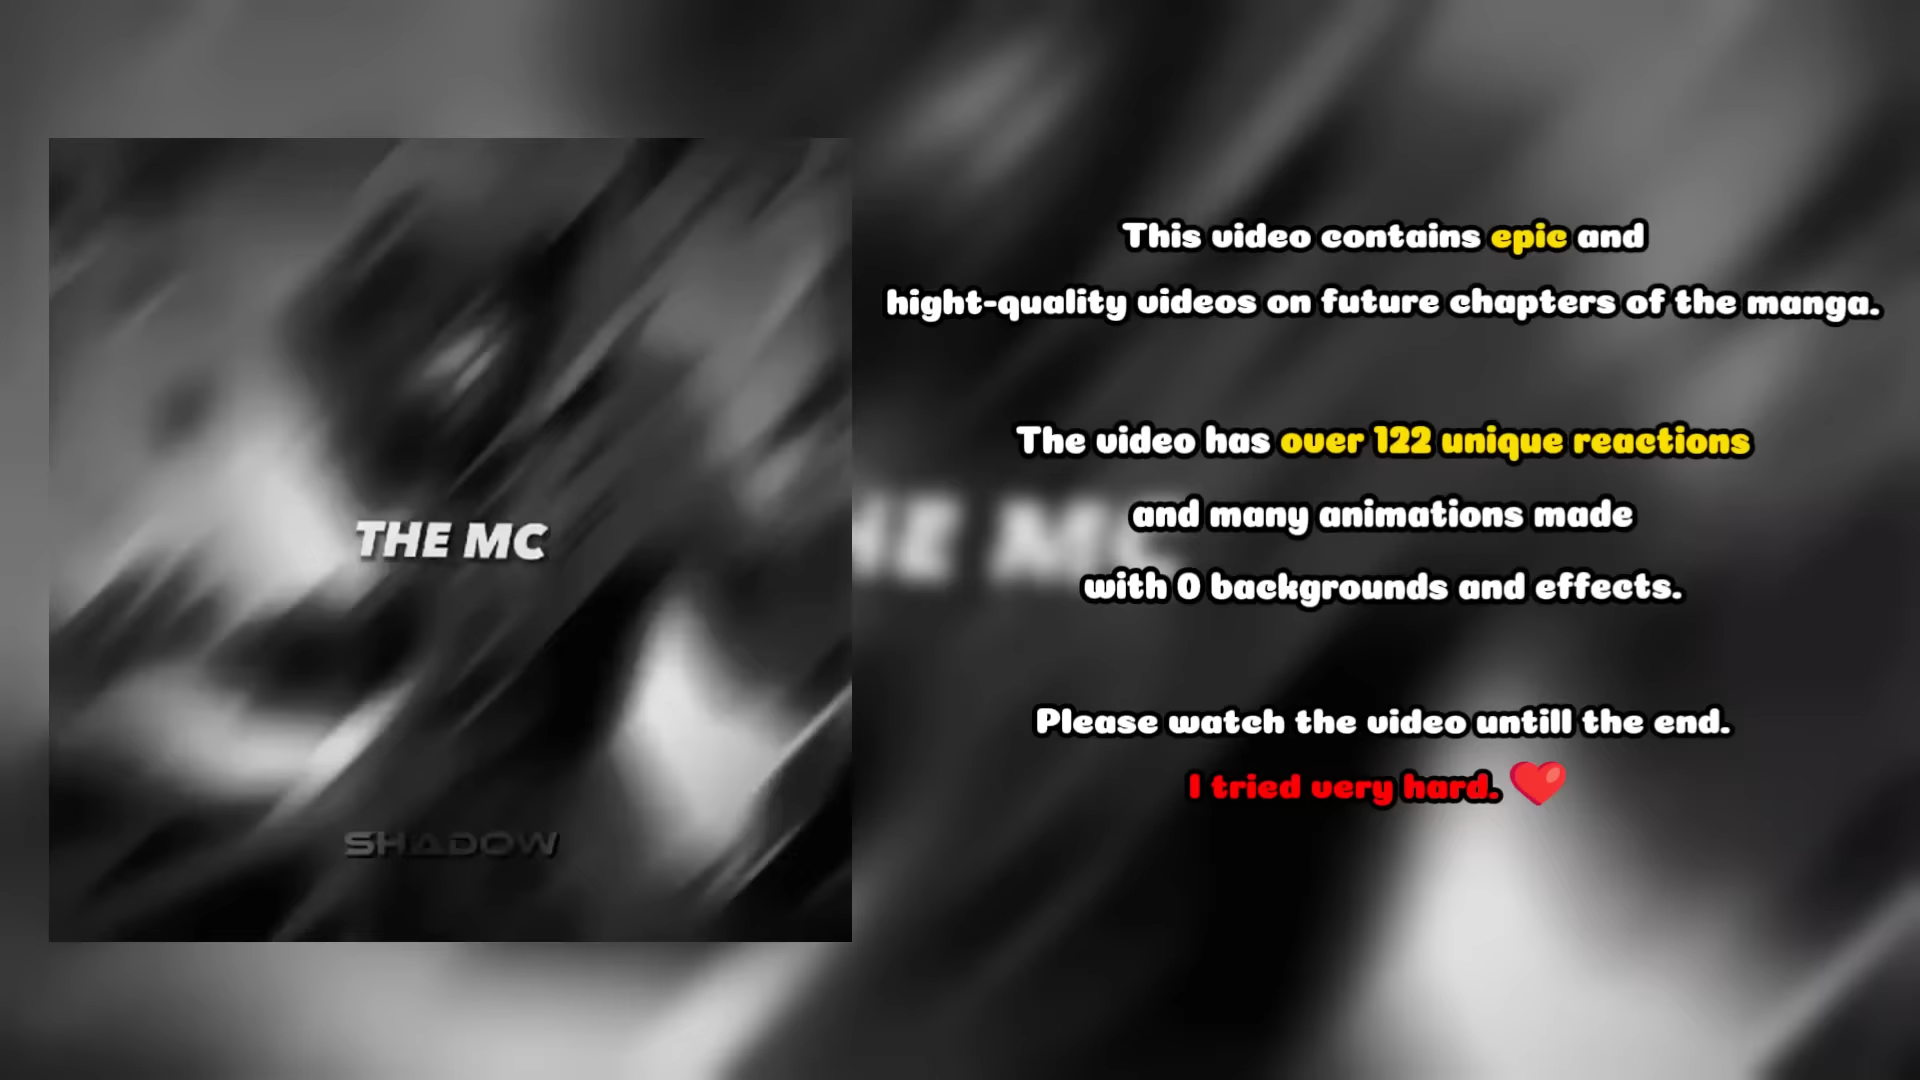 THE MC
SHADOW
This video contains epic and
hight-quality videos on future chapters of the manga.
The video has over 122 unique reactions
and many animations made
with 0 backgrounds and effects.
Please watch the video untill the end.
I tried very hard. ❤️